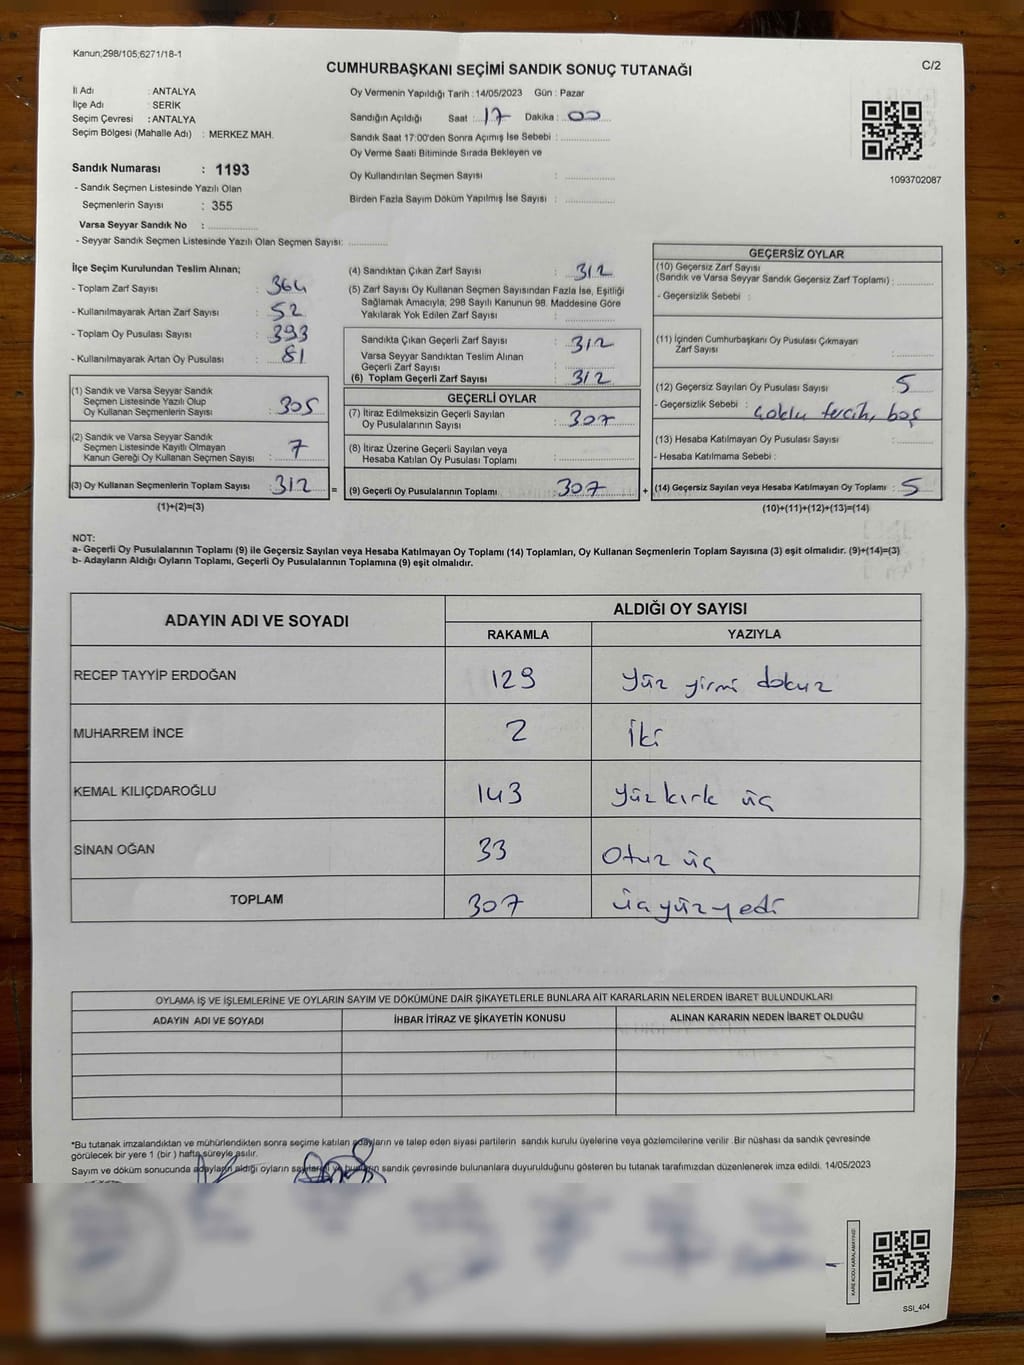 Kanun;298/105;6271/18-1
CUMHURBAŞKANI SEÇİMİ SANDIK SONUÇ TUTANAĞI
C/2
İl Adı : ANTALYA
İlçe Adı : SERİK
Seçim Çevresi : ANTALYA
Seçim Bölgesi (Mahalle Adı) : MERKEZ MAH.
Sandık Numarası : 1193
- Sandık Seçmen Listesinde Yazılı Olan
Seçmenlerin Sayısı : 355
Varsa Seyyar Sandık No :
- Seyyar Sandık Seçmen Listesinde Yazılı Olan Seçmen Sayısı:
Oy Vermenin Yapıldığı Tarih : 14/05/2023 Gün : Pazar
Sandığın Açıldığı Saat : 17 Dakika : 00
Sandık Saat 17:00'den Sonra Açımış İse Sebebi :
Oy Verme Saati Bitiminde Sırada Bekleyen ve
Oy Kullandırılan Seçmen Sayısı :
Birden Fazla Sayım Döküm Yapılmış İse Sayısı :
1093702087
İlçe Seçim Kurulundan Teslim Alınan;
- Toplam Zarf Sayısı : 364
- Kullanılmayarak Artan Zarf Sayısı : 52
- Toplam Oy Pusulası Sayısı : 393
- Kullanılmayarak Artan Oy Pusulası : 81
(1) Sandık ve Varsa Seyyar Sandık
Seçmen Listesinde Yazılı Olup
Oy Kullanan Seçmenlerin Sayısı : 305
(2) Sandık ve Varsa Seyyar Sandık
Seçmen Listesinde Kayıtlı Olmayan
Kanun Gereği Oy Kullanan Seçmen Sayısı : 7
(3) Oy Kullanan Seçmenlerin Toplam Sayısı : 312 =
(1)+(2)=(3)
(4) Sandıktan Çıkan Zarf Sayısı : 312
(5) Zarf Sayısı Oy Kullanan Seçmen Sayısından Fazla İse, Eşitliği
Sağlamak Amacıyla; 298 Sayılı Kanunun 98. Maddesine Göre
Yakılarak Yok Edilen Zarf Sayısı :
Sandıkta Çıkan Geçerli Zarf Sayısı : 312
Varsa Seyyar Sandıktan Teslim Alınan
Geçerli Zarf Sayısı :
(6) Toplam Geçerli Zarf Sayısı : 312
GEÇERLİ OYLAR
(7) İtiraz Edilmeksizin Geçerli Sayılan
Oy Pusulalarının Sayısı : 307
(8) İtiraz Üzerine Geçerli Sayılan veya
Hesaba Katılan Oy Pusulası Toplamı :
(9) Geçerli Oy Pusulalarının Toplamı : 307 +
GEÇERSİZ OYLAR
(10) Geçersiz Zarf Sayısı
(Sandık ve Varsa Seyyar Sandık Geçersiz Zarf Toplamı) :
- Geçersizlik Sebebi :
(11) İçinden Cumhurbaşkanı Oy Pusulası Çıkmayan
Zarf Sayısı :
(12) Geçersiz Sayılan Oy Pusulası Sayısı : 5
- Geçersizlik Sebebi : Çoklu tercih, boş
(13) Hesaba Katılmayan Oy Pusulası Sayısı :
- Hesaba Katılmama Sebebi :
(14) Geçersiz Sayılan veya Hesaba Katılmayan Oy Toplamı : 5
(10)+(11)+(12)+(13)=(14)
NOT:
a- Geçerli Oy Pusulalarının Toplamı (9) ile Geçersiz Sayılan veya Hesaba Katılmayan Oy Toplamı (14) Toplamları, Oy Kullanan Seçmenlerin Toplam Sayısına (3) eşit olmalıdır. (9)+(14)=(3)
b- Adayların Aldığı Oyların Toplamı, Geçerli Oy Pusulalarının Toplamına (9) eşit olmalıdır.
ADAYIN ADI VE SOYADI
ALDIĞI OY SAYISI
RAKAMLA YAZIYLA
RECEP TAYYİP ERDOĞAN 129 Yüz yirmi dokuz
MUHARREM İNCE 2 İki
KEMAL KILIÇDAROĞLU 143 Yüz kırk üç
SİNAN OĞAN 33 Otuz üç
TOPLAM 307 üçyüzyedi
OYLAMA İŞ VE İŞLEMLERİNE VE OYLARIN SAYIM VE DÖKÜMÜNE DAİR ŞİKAYETLERLE BUNLARA AİT KARARLARIN NELERDEN İBARET BULUNDUKLARI
ADAYIN ADI VE SOYADI İHBAR İTİRAZ VE ŞİKAYETİN KONUSU ALINAN KARARIN NEDEN İBARET OLDUĞU
*Bu tutanak imzalandıktan ve mühürlendikten sonra seçime katılan adayların ve talep eden siyasi partilerin sandık kurulu üyelerine veya gözlemcilerine verilir .Bir nüshası da sandık çevresinde
görülecek bir yere 1 (bir ) hafta süreyle asılır.
Sayım ve döküm sonucunda adayların aldığı oyların sayıları ve bunların sandık çevresinde bulunanlara duyurulduğunu gösteren bu tutanak tarafımızdan düzenlenerek imza edildi. 14/05/2023
KARE KODU KARALAMAYINIZ!
SSI_404